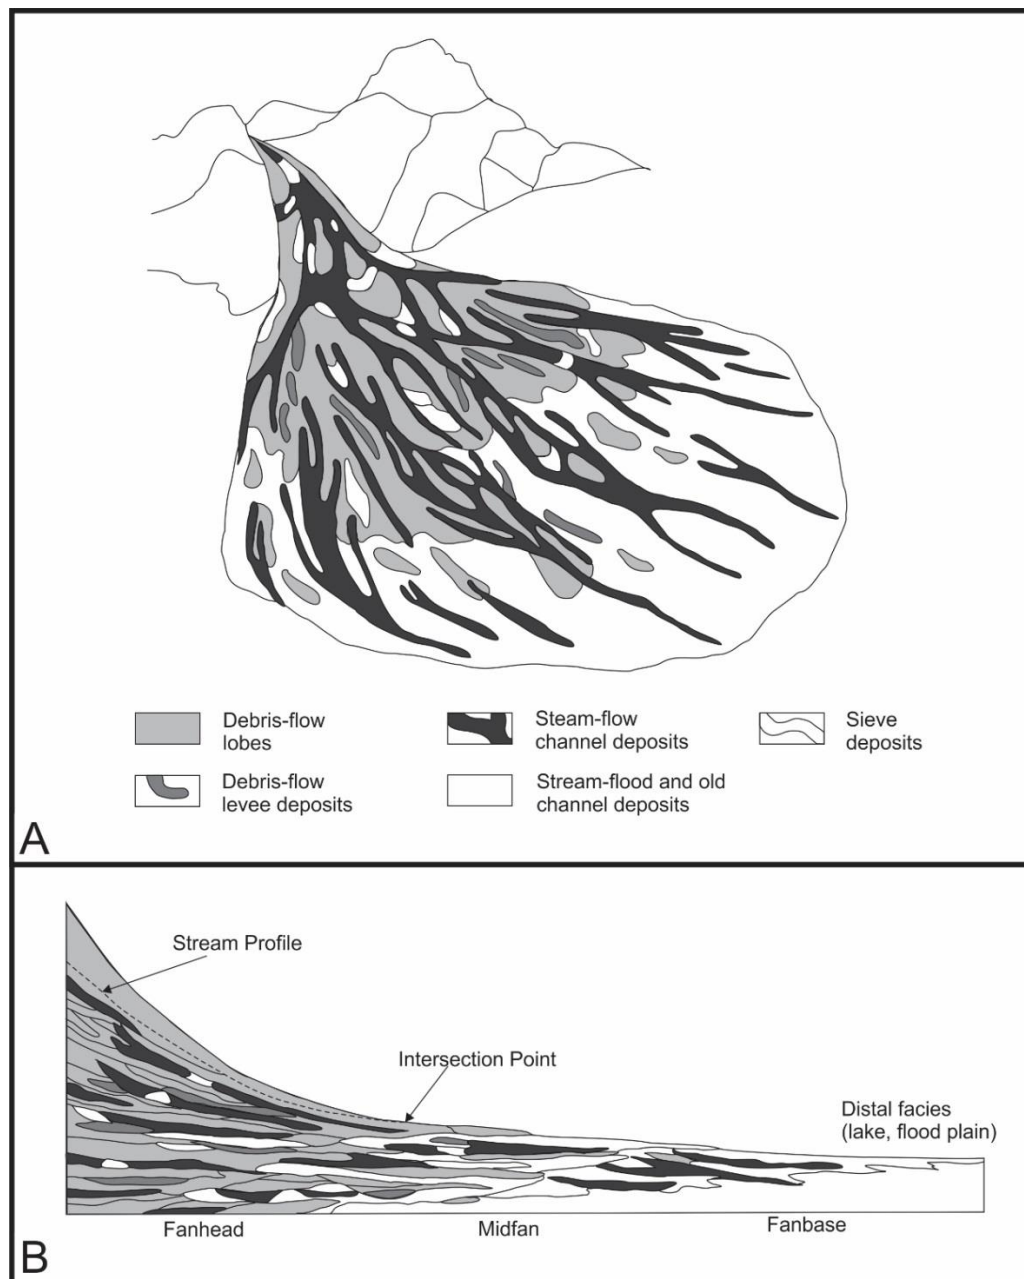 Debris-flow
lobes
Steam-flow
channel deposits
Sieve
deposits
Debris-flow
levee deposits
Stream-flood and old
channel deposits
A
Stream Profile
Intersection Point
Distal facies
(lake, flood plain)
Fanhead
Midfan
Fanbase
B